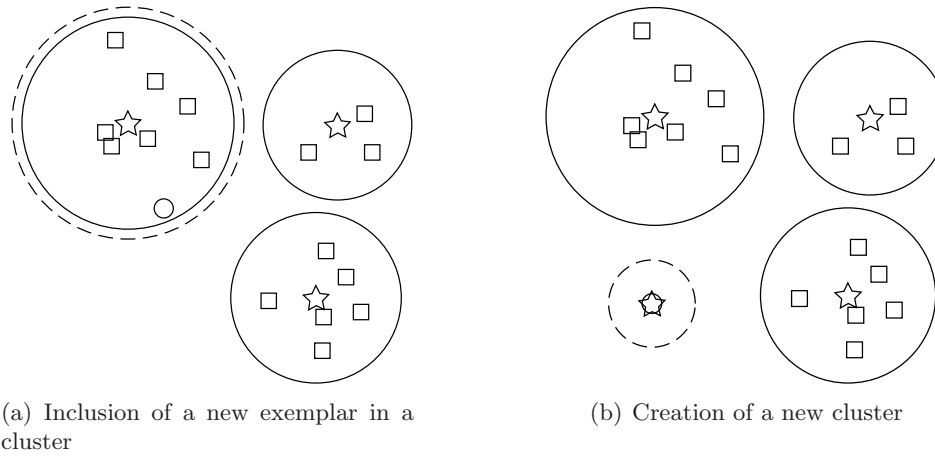 (a) Inclusion of a new exemplar in a
cluster
(b) Creation of a new cluster